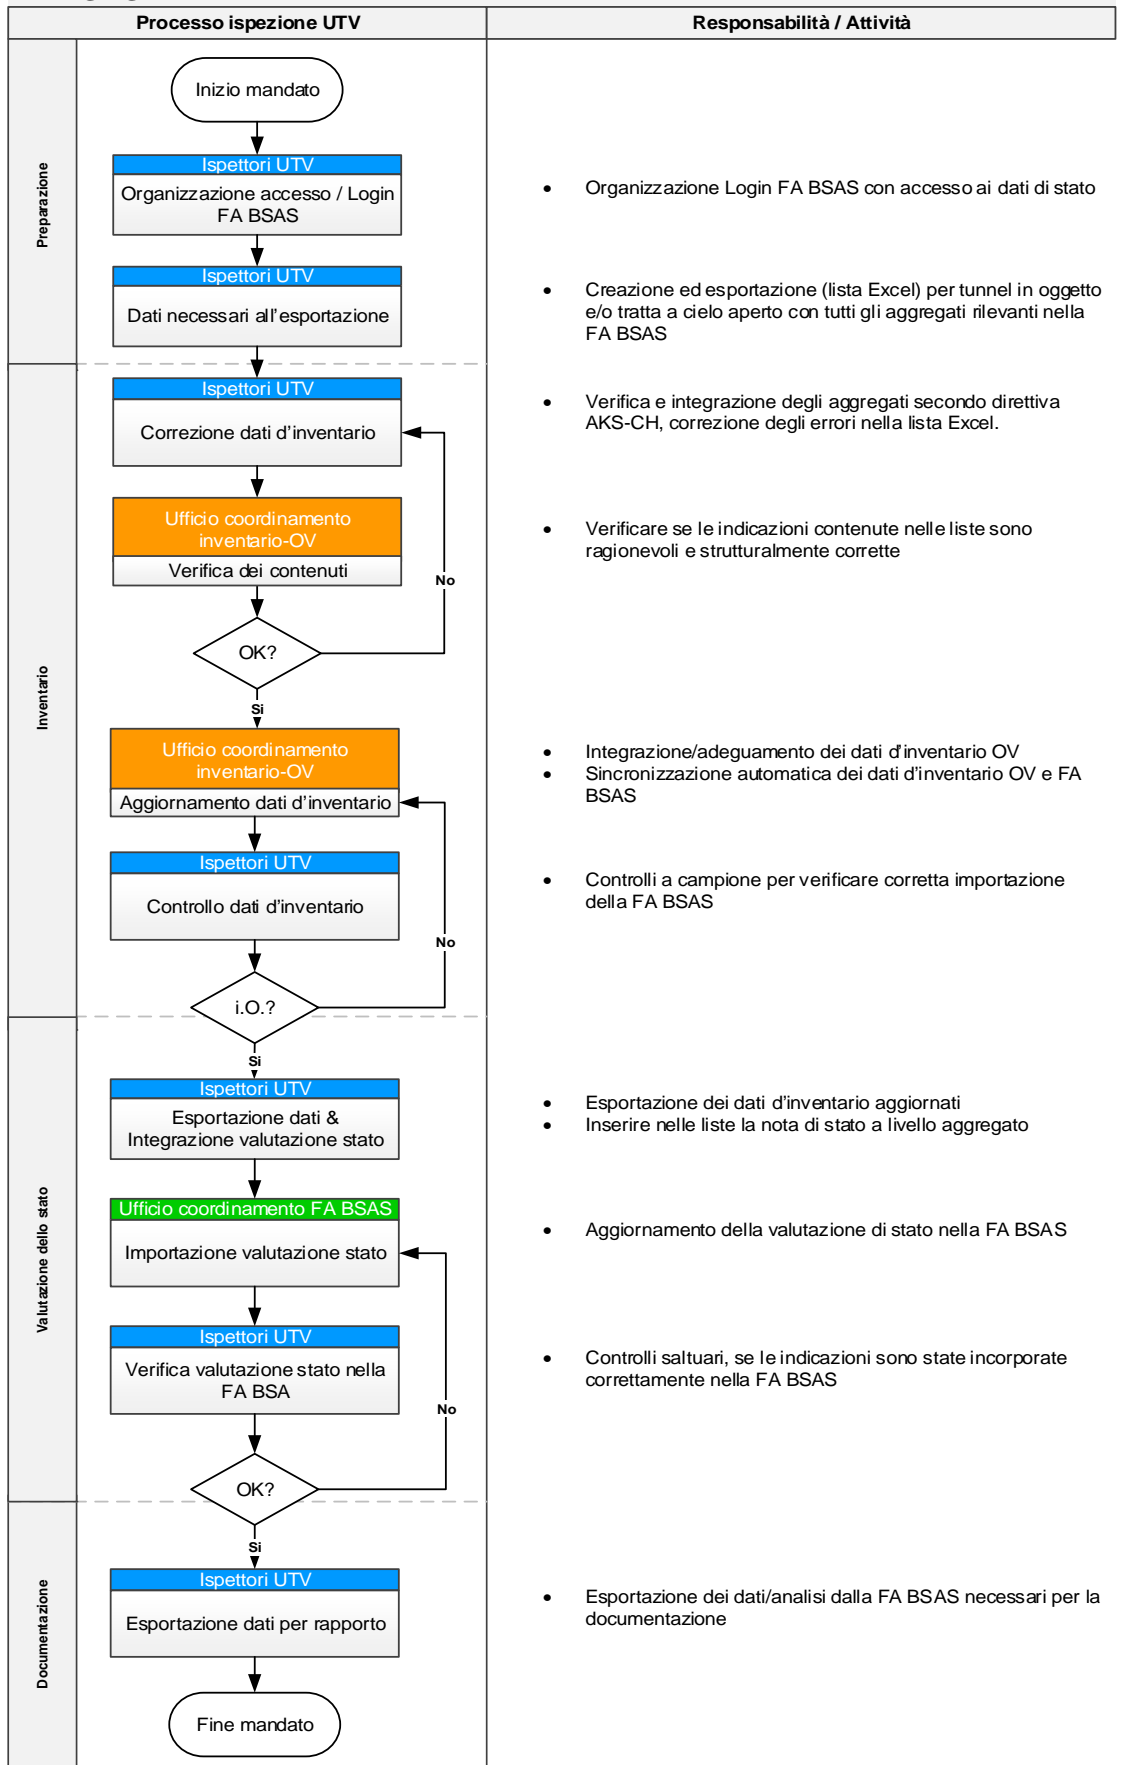 Processo ispezione UTV
Responsabilità / Attività
Preparazione
Inizio mandato
Ispettori UTV
Organizzazione accesso / Login
FA BSAS
• Organizzazione Login FA BSAS con accesso ai dati di stato
Ispettori UTV
Dati necessari all'esportazione
• Creazione ed esportazione (lista Excel) per tunnel in oggetto
e/o tratta a cielo aperto con tutti gli aggregati rilevanti nella
FA BSAS
Inventario
Ispettori UTV
Correzione dati d'inventario
• Verifica e integrazione degli aggregati secondo direttiva
AKS-CH, correzione degli errori nella lista Excel.
Ufficio coordinamento
inventario-OV
Verifica dei contenuti
• Verificare se le indicazioni contenute nelle liste sono
ragionevoli e strutturalmente corrette
No
OK?
Si
Ufficio coordinamento
inventario-OV
Aggiornamento dati d'inventario
• Integrazione/adeguamento dei dati d'inventario OV
• Sincronizzazione automatica dei dati d'inventario OV e FA
BSAS
Ispettori UTV
Controllo dati d'inventario
• Controlli a campione per verificare corretta importazione
della FA BSAS
No
i.O.?
Si
Valutazione dello stato
Ispettori UTV
Esportazione dati &
Integrazione valutazione stato
• Esportazione dei dati d'inventario aggiornati
• Inserire nelle liste la nota di stato a livello aggregato
Ufficio coordinamento FA BSAS
Importazione valutazione stato
• Aggiornamento della valutazione di stato nella FA BSAS
Ispettori UTV
Verifica valutazione stato nella
FA BSA
• Controlli saltuari, se le indicazioni sono state incorporate
correttamente nella FA BSAS
No
OK?
Si
Documentazione
Ispettori UTV
Esportazione dati per rapporto
• Esportazione dei dati/analisi dalla FA BSAS necessari per la
documentazione
Fine mandato